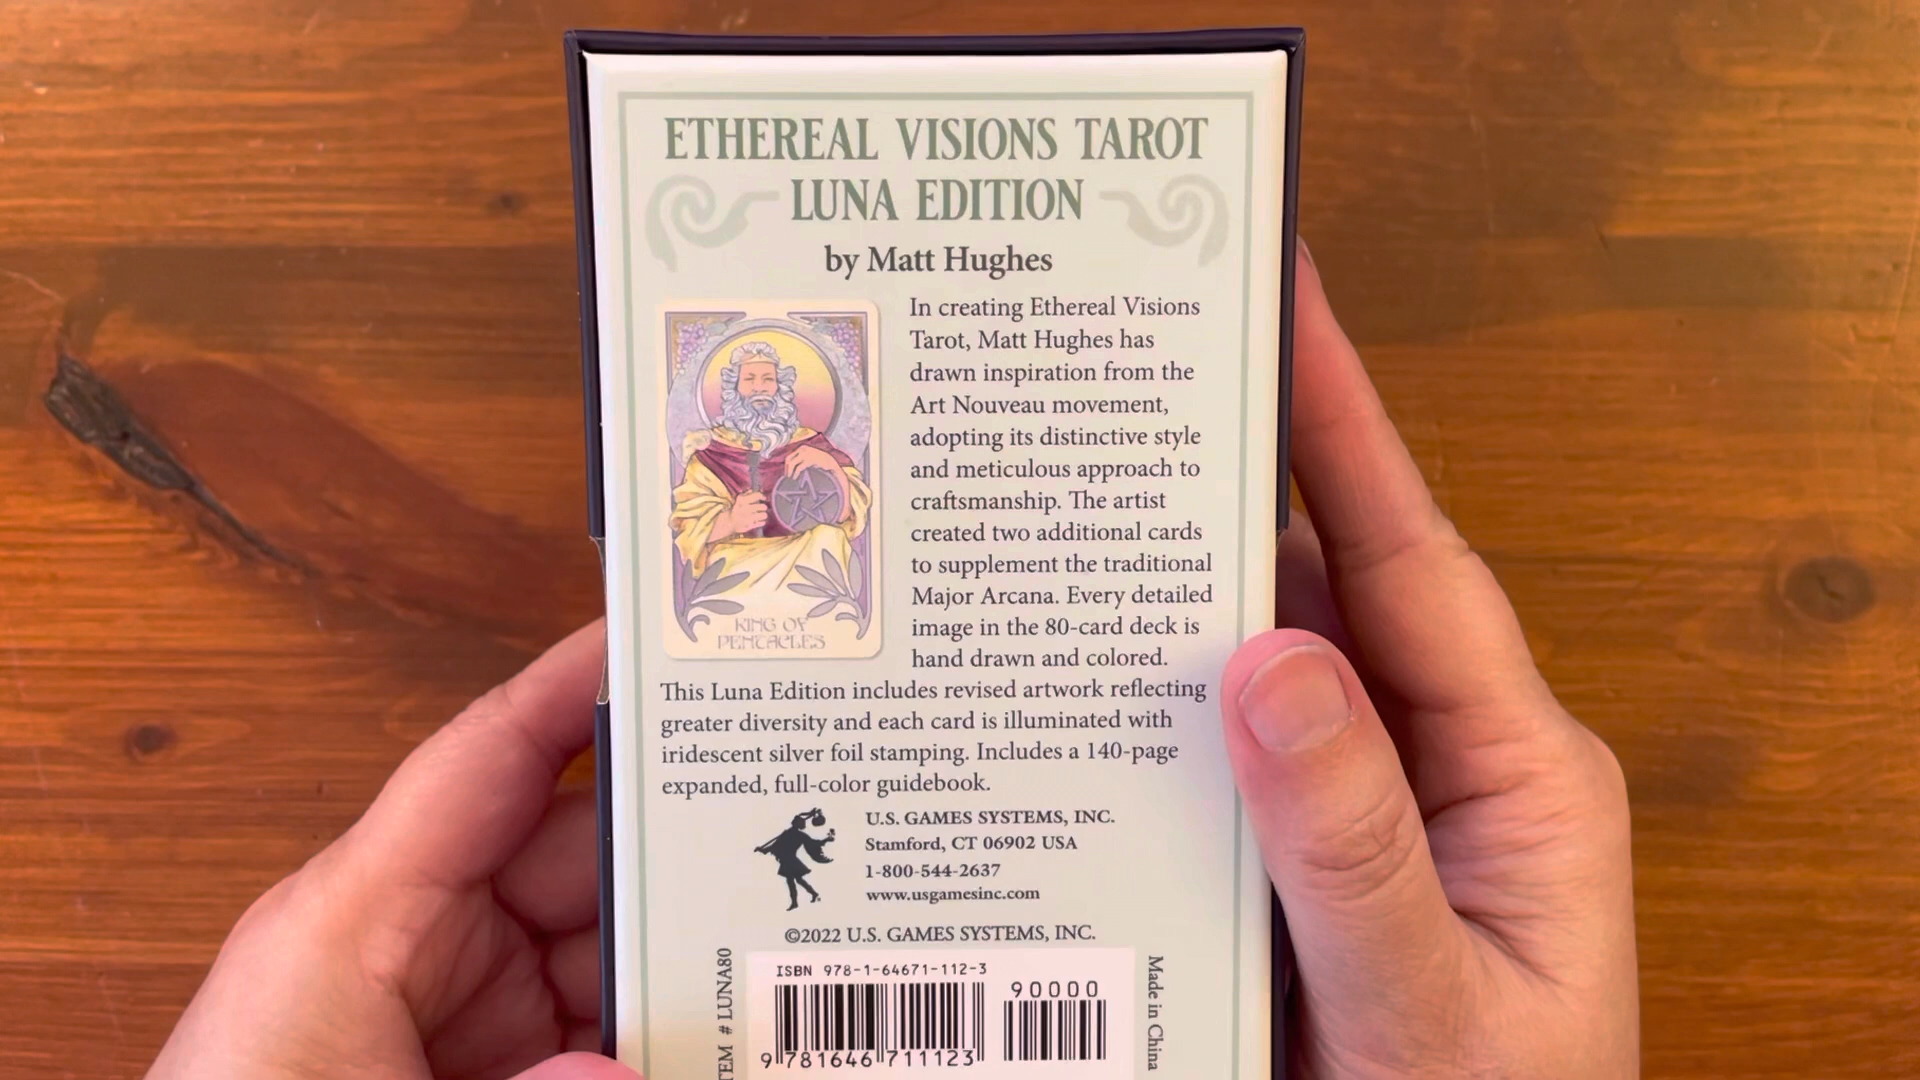 ETHEREAL VISIONS TAROT
LUNA EDITION
by Matt Hughes
In creating Ethereal Visions
Tarot, Matt Hughes has
drawn inspiration from the
Art Nouveau movement,
adopting its distinctive style
and meticulous approach to
craftsmanship. The artist
created two additional cards
to supplement the traditional
Major Arcana. Every detailed
image in the 80-card deck is
hand drawn and colored.
This Luna Edition includes revised artwork reflecting
greater diversity and each card is illuminated with
iridescent silver foil stamping. Includes a 140-page
expanded, full-color guidebook.
KING OF
PENTACLES
U.S. GAMES SYSTEMS, INC.
Stamford, CT 06902 USA
1-800-544-2637
www.usgamesinc.com
©2022 U.S. GAMES SYSTEMS, INC.
TEM # LUNA80
ISBN 978-1-64671-112-3
90000
9 781646 711123
Made in China